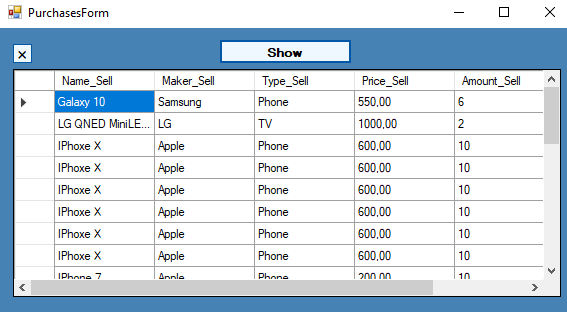 PurchasesForm
× Show
Name_Sell Maker_Sell Type_Sell Price_Sell Amount_Sell
Galaxy 10 Samsung Phone 550,00 6
LG QNED MiniLE... LG TV 1000,00 2
IPhoxe X Apple Phone 600,00 10
IPhoxe X Apple Phone 600,00 10
IPhoxe X Apple Phone 600,00 10
IPhoxe X Apple Phone 600,00 10
IPhoxe X Apple Phone 600,00 10
IPhoxe X Apple Phone 600,00 10
IPhone 7 Apple Phone 200,00 10